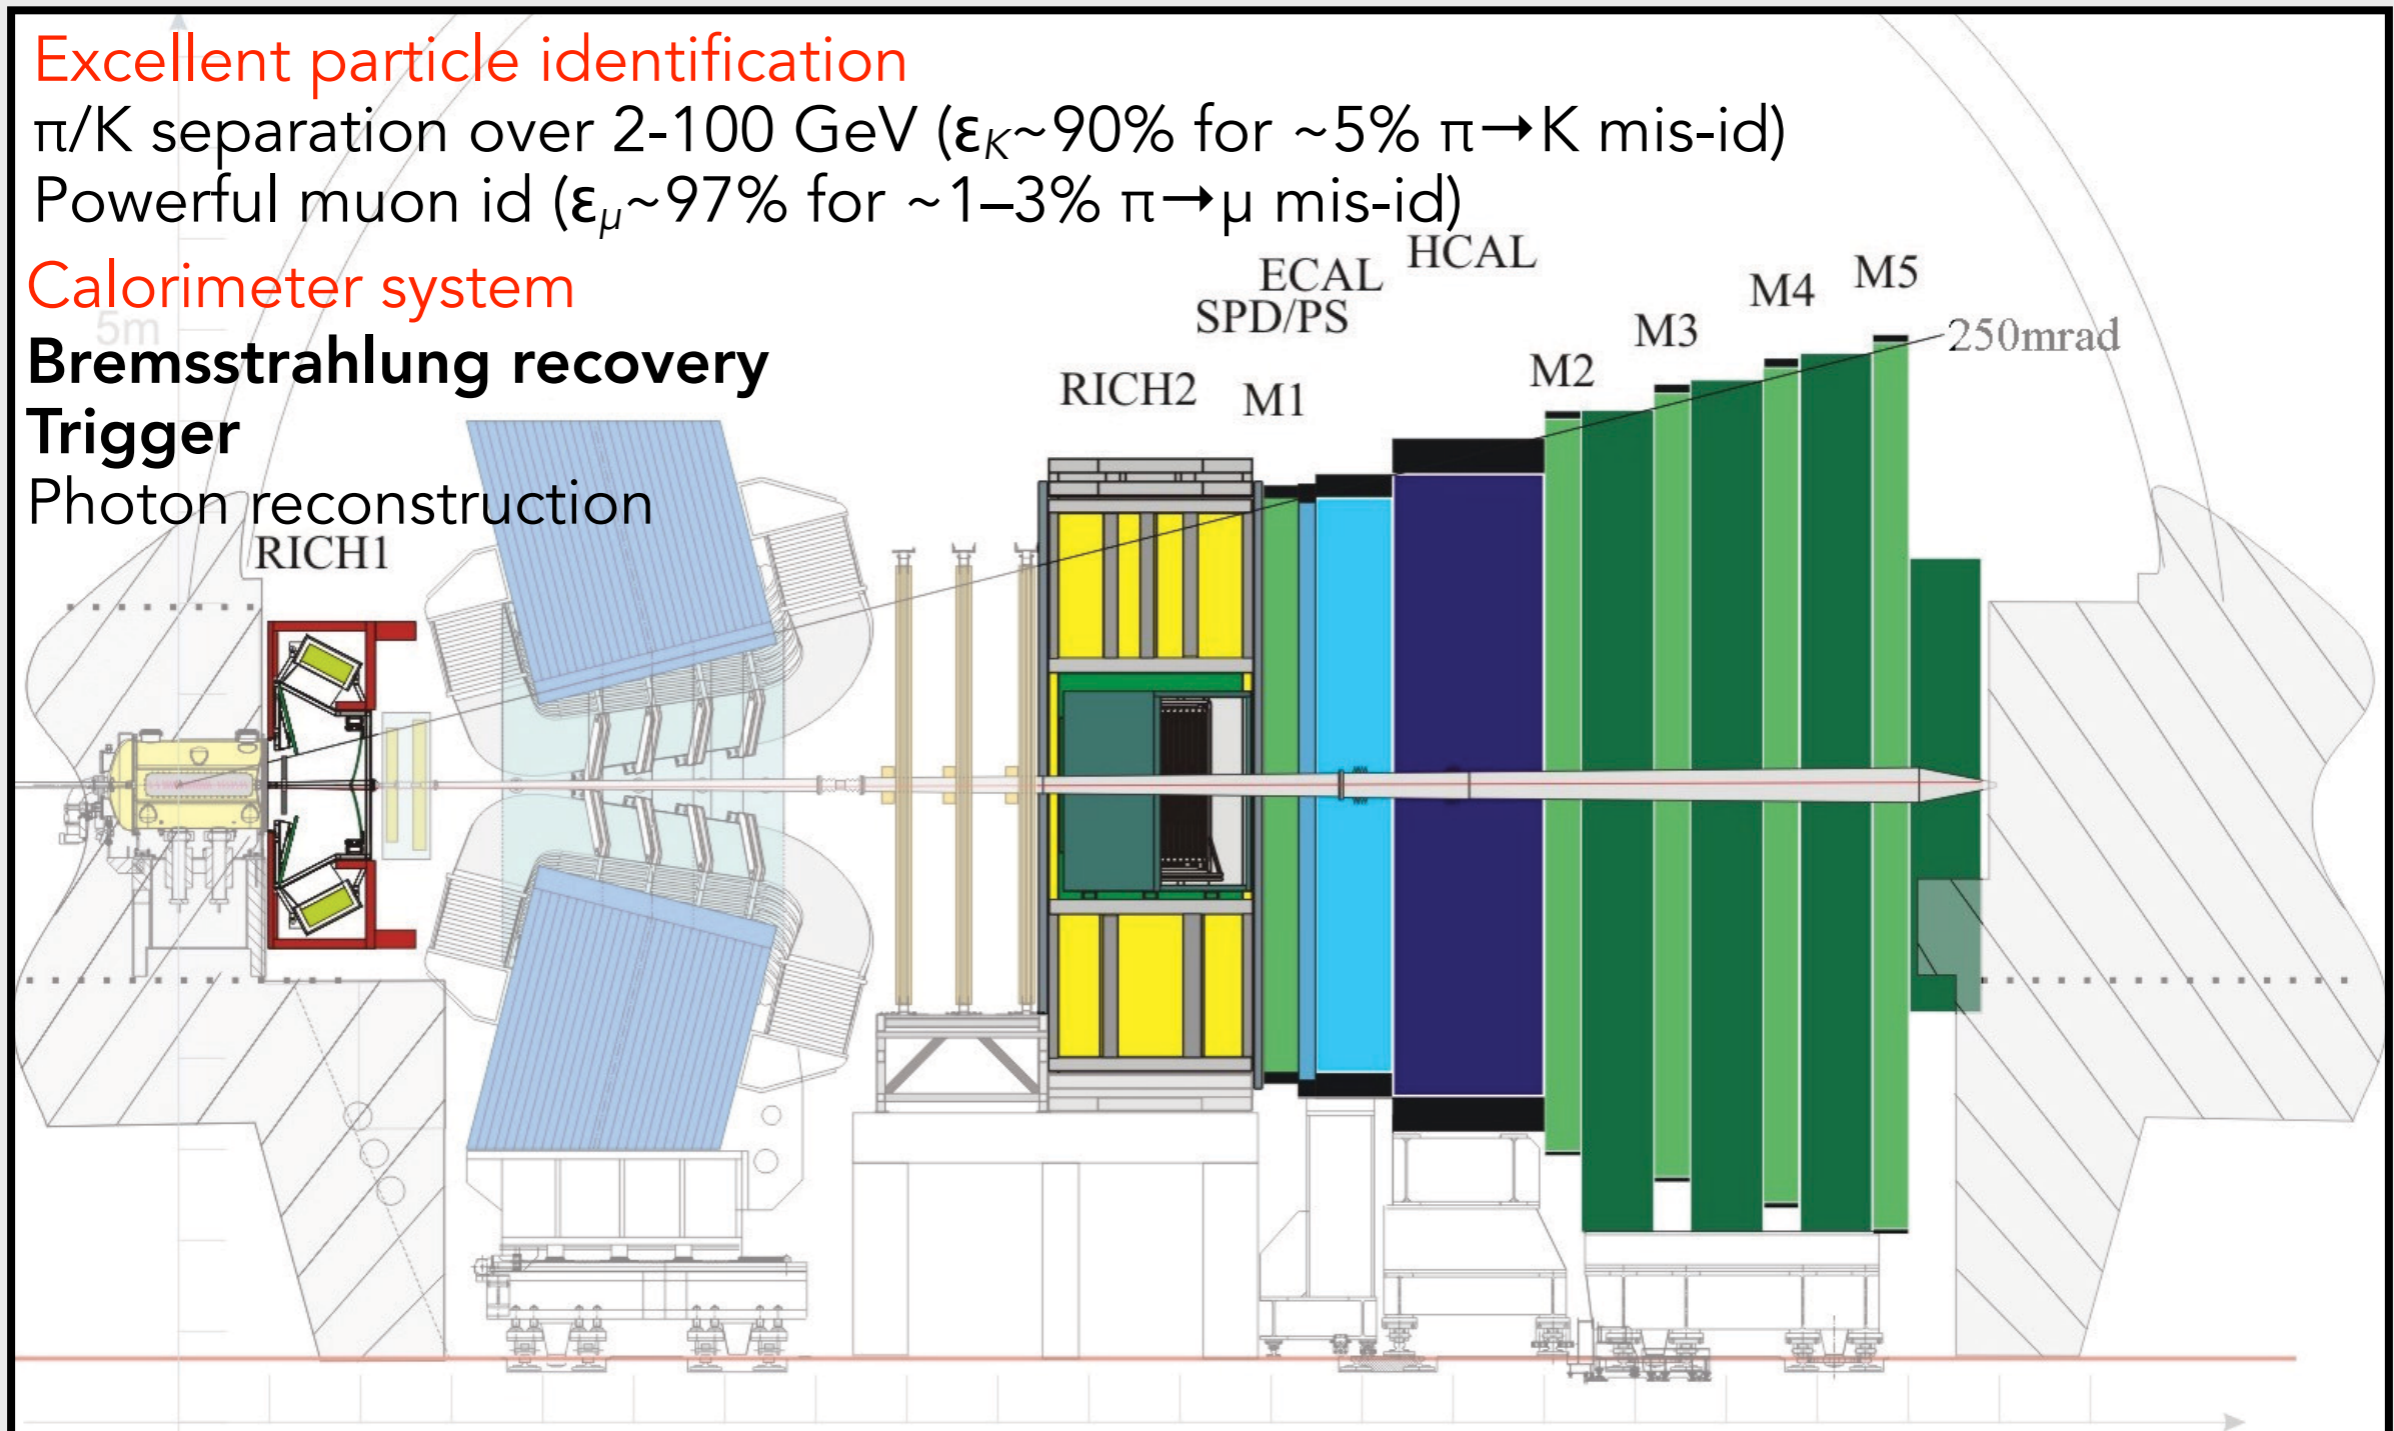 Excellent particle identification
π/K separation over 2-100 GeV (εK~90% for ~5% π→K mis-id)
Powerful muon id (εμ~97% for ~1–3% π→μ mis-id)
Calorimeter system
5m
Bremsstrahlung recovery
Trigger
Photon reconstruction
RICH1
RICH2
M1
SPD/PS
ECAL
HCAL
M2
M3
M4
M5
250mrad